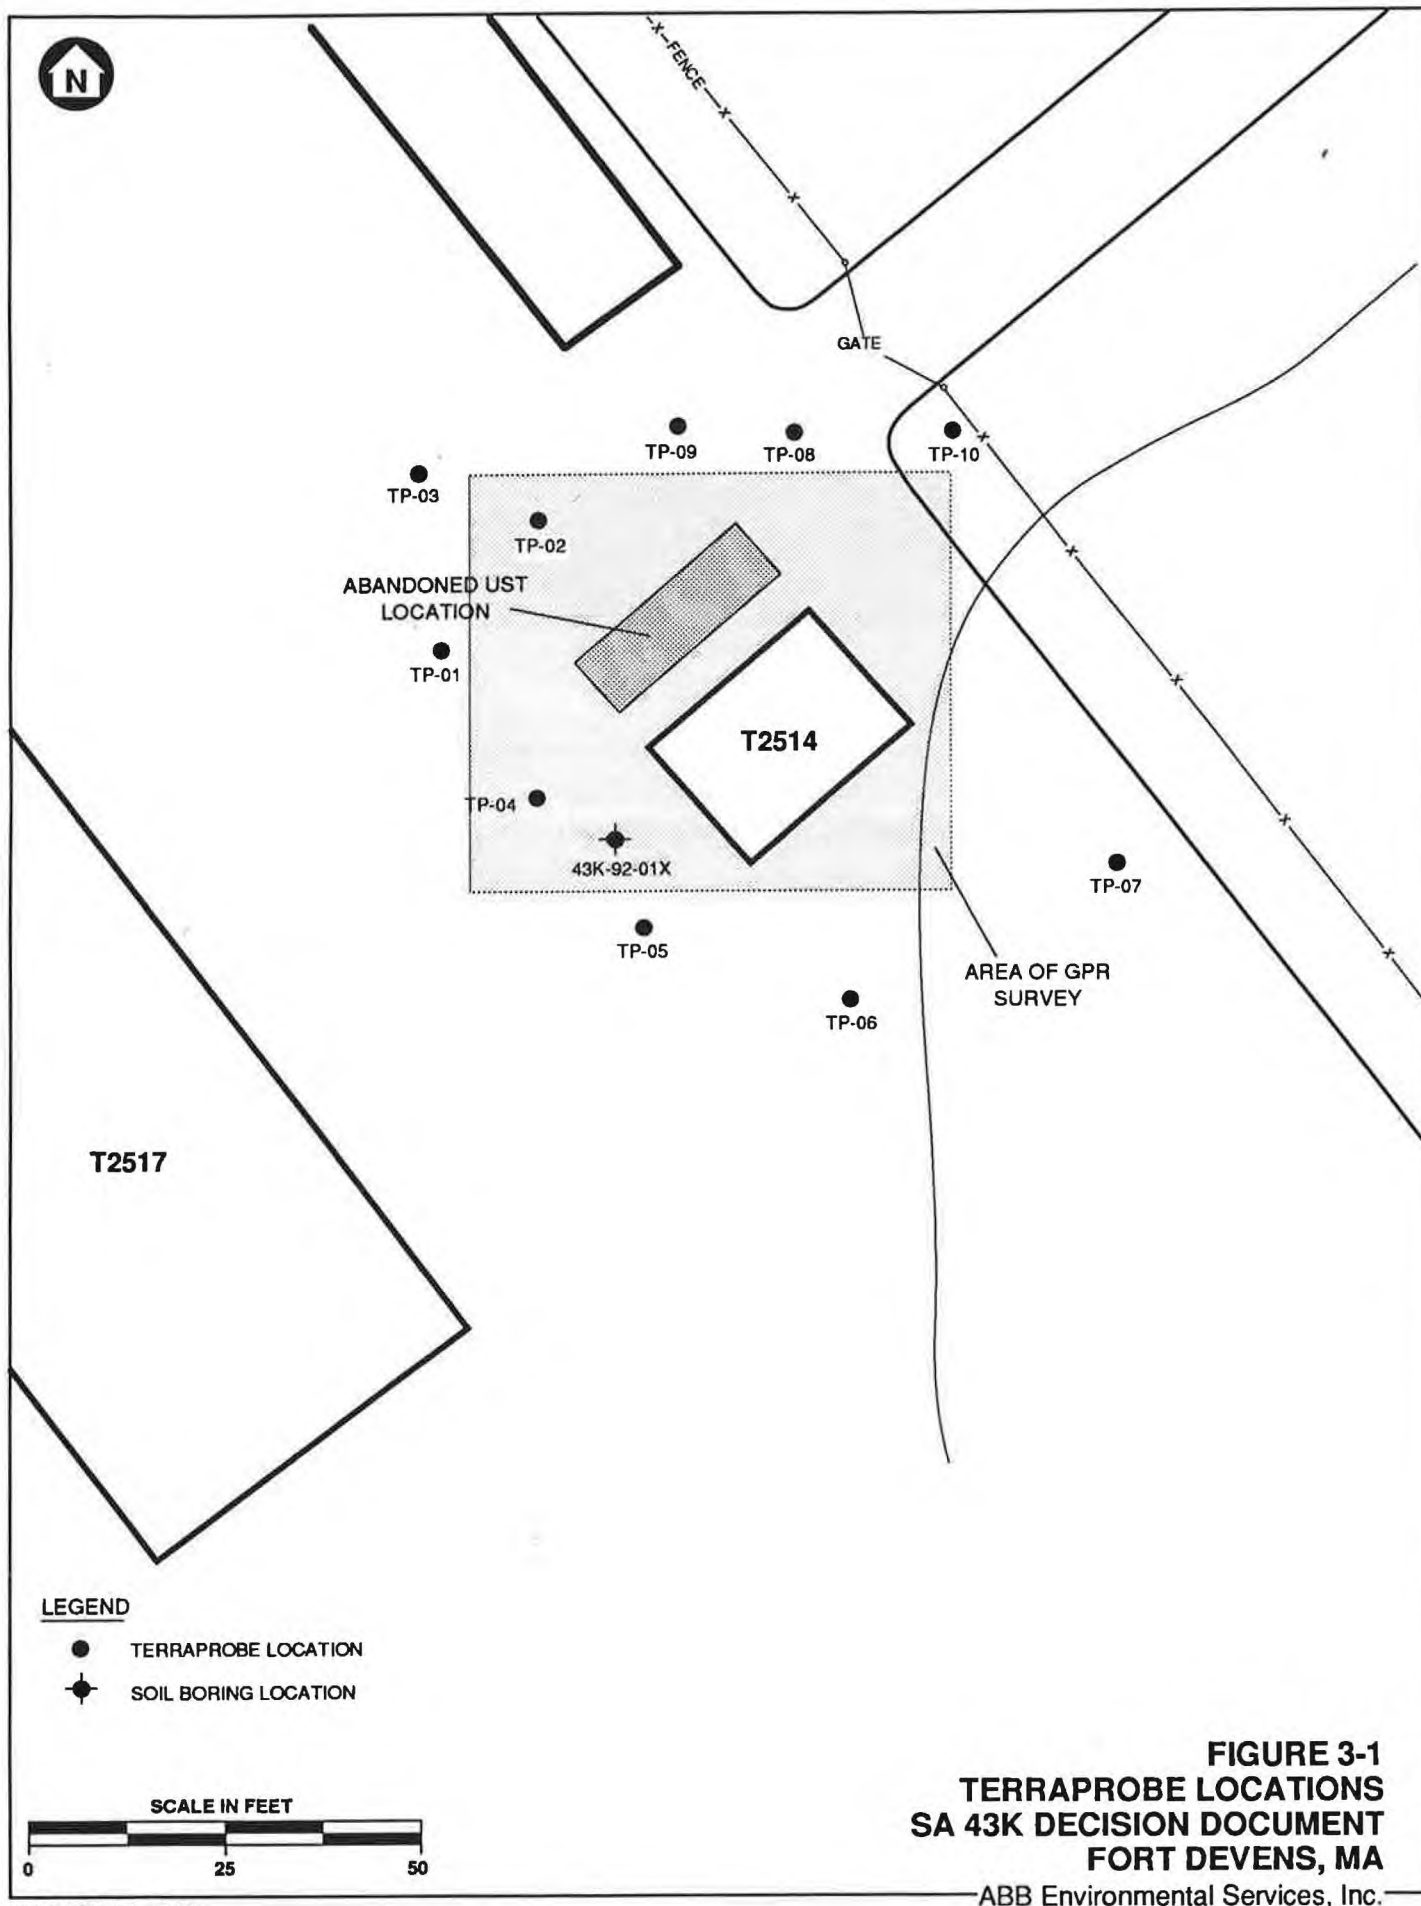 N
-X-FENCE-X-
X
GATE
TP-09
TP-08
TP-10
X
TP-03
TP-02
X
ABANDONED UST
LOCATION
TP-01
X
T2514
TP-04
X
43K-92-01X
TP-07
TP-05
X
AREA OF GPR
SURVEY
TP-06
T2517
LEGEND
TERRAPROBE LOCATION
SOIL BORING LOCATION
SCALE IN FEET
0 25 50
FIGURE 3-1
TERRAPROBE LOCATIONS
SA 43K DECISION DOCUMENT
FORT DEVENS, MA
ABB Environmental Services, Inc.